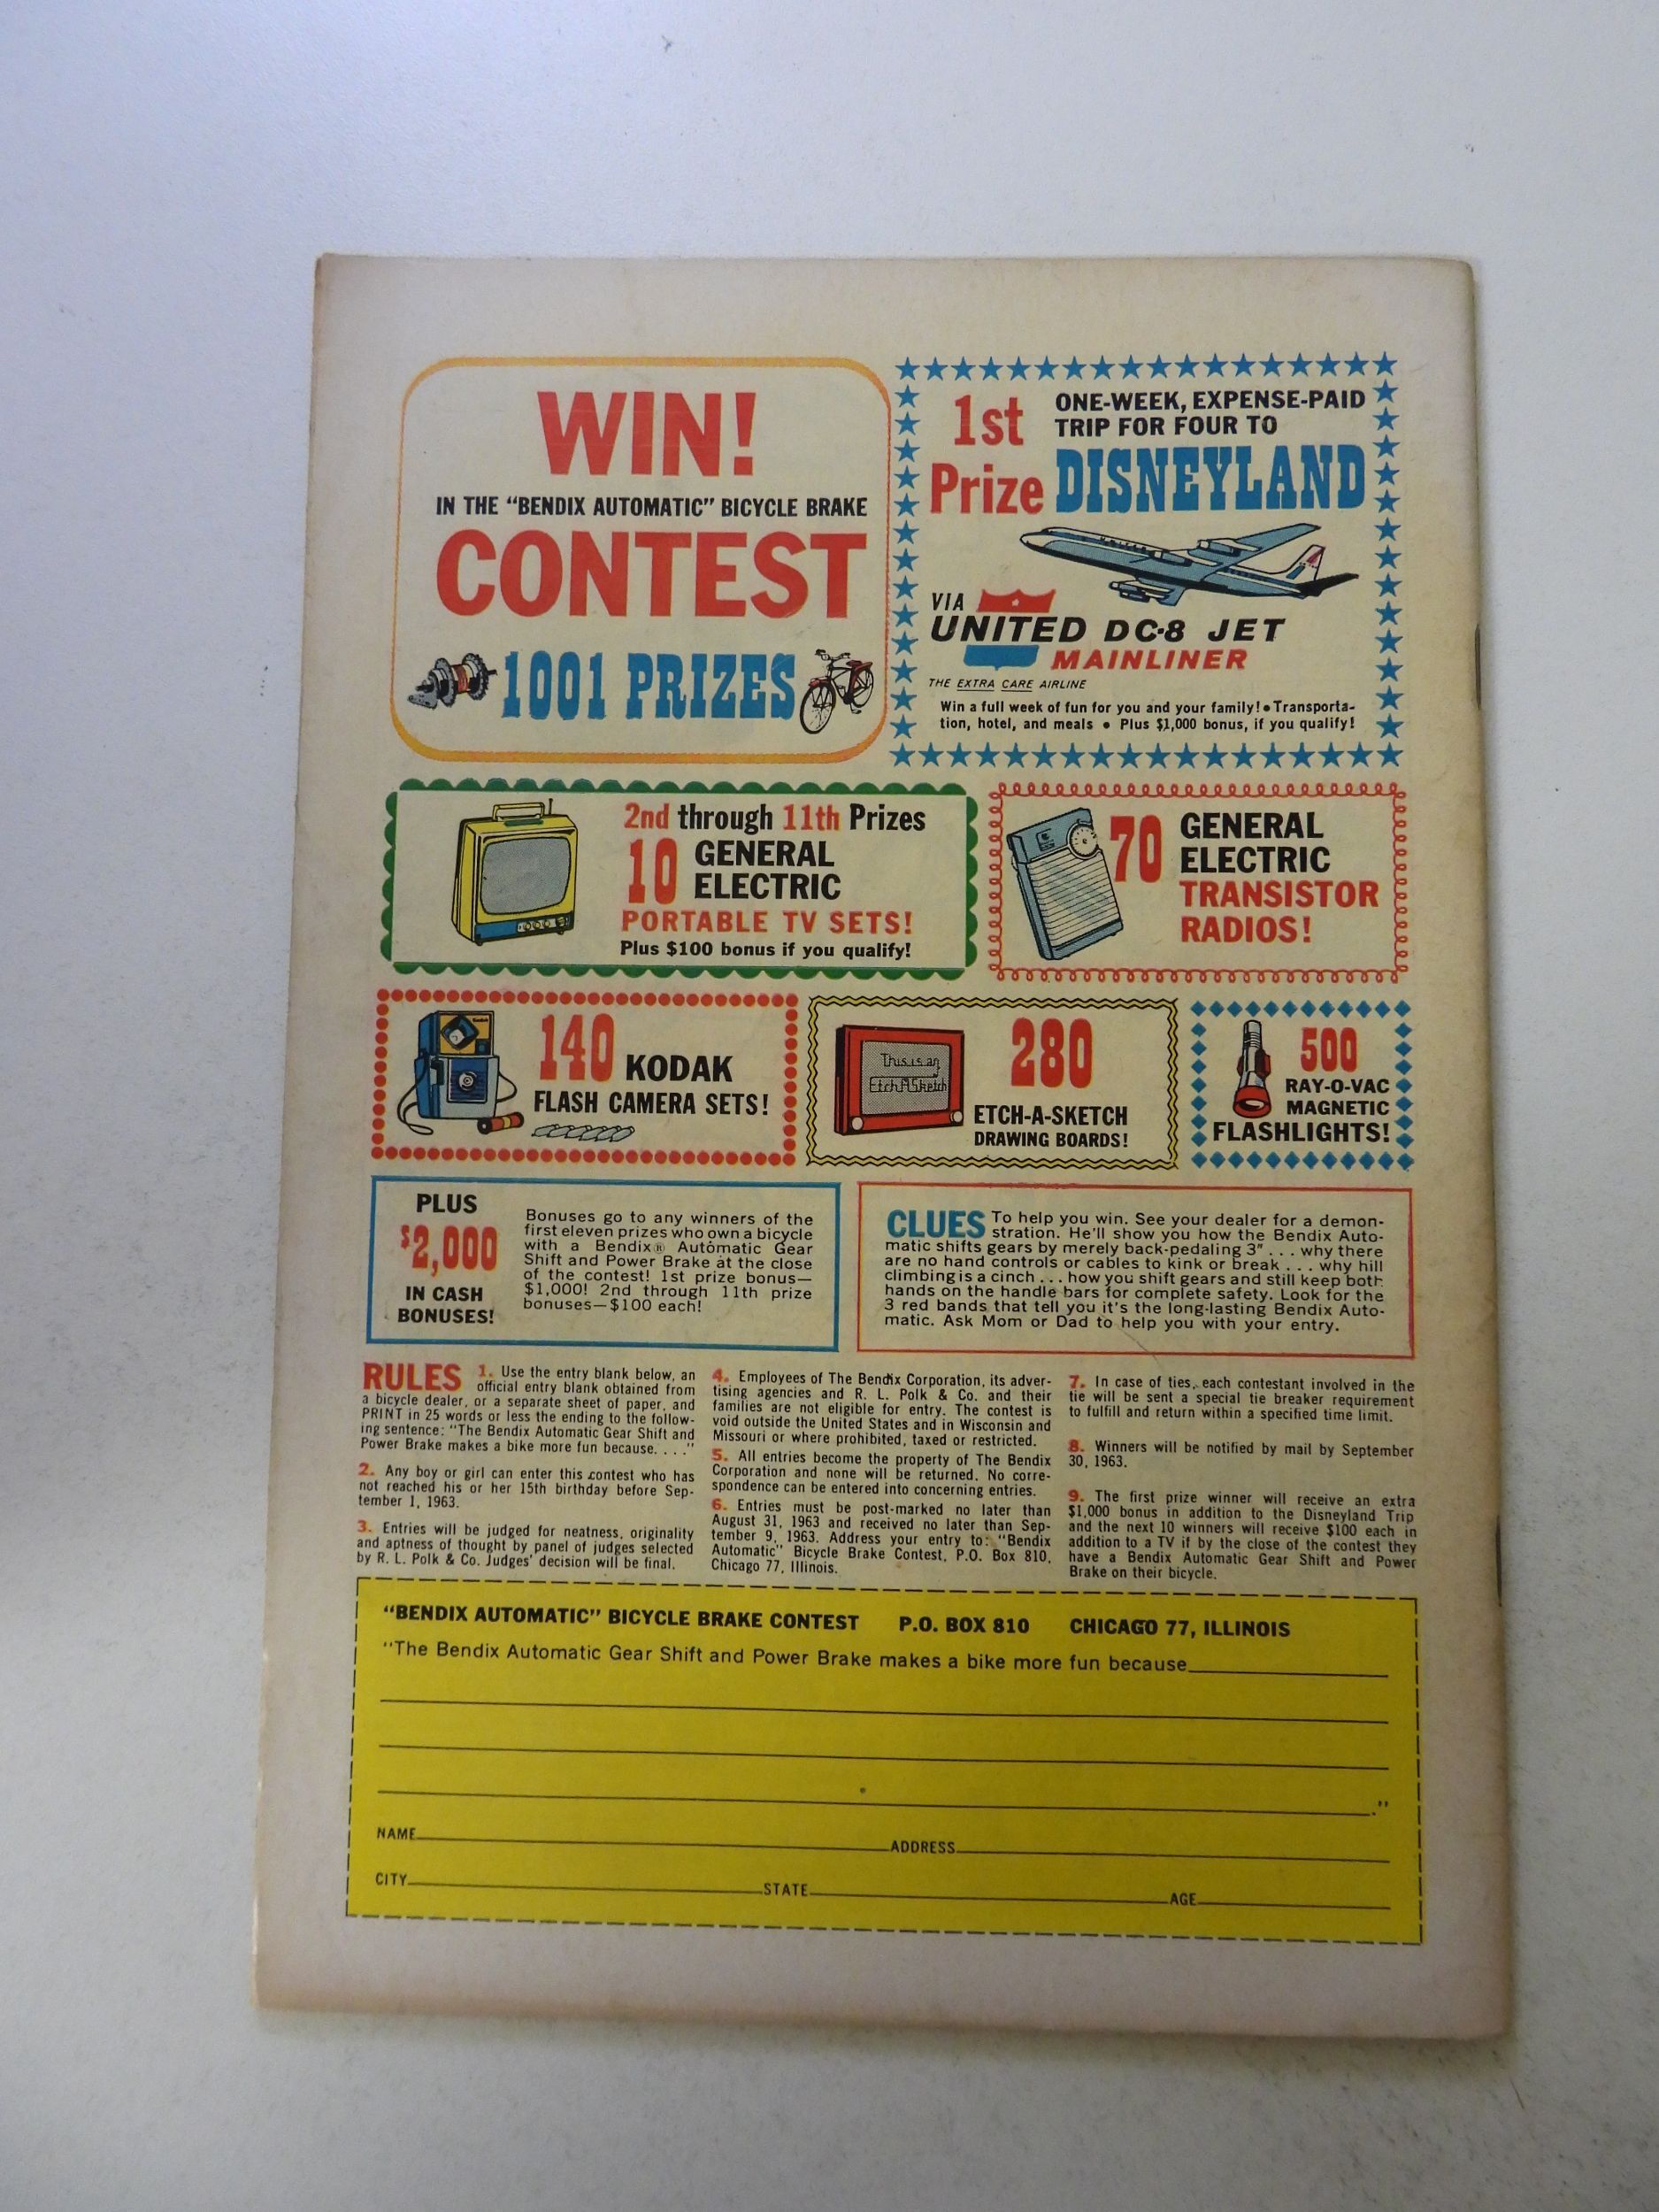 WIN!
IN THE “BENDIX AUTOMATIC” BICYCLE BRAKE
CONTEST
1001 PRIZES
1st
Prize
ONE-WEEK, EXPENSE-PAID
TRIP FOR FOUR TO
DISNEYLAND
VIA
UNITED DC-8 JET
MAINLINER
THE EXTRA CARE AIRLINE
Win a full week of fun for you and your family! • Transporta-
tion, hotel, and meals • Plus $1,000 bonus, if you qualify!
2nd through 11th Prizes
10 GENERAL
ELECTRIC
PORTABLE TV SETS!
Plus $100 bonus if you qualify!
70 GENERAL
ELECTRIC
TRANSISTOR
RADIOS!
140 KODAK
FLASH CAMERA SETS!
This is an
Etch A Sketch
280
ETCH-A-SKETCH
DRAWING BOARDS!
500
RAY-O-VAC
MAGNETIC
FLASHLIGHTS!
PLUS
$2,000
IN CASH
BONUSES!
Bonuses go to any winners of the
first eleven prizes who own a bicycle
with a Bendix® Automatic Gear
Shift and Power Brake at the close
of the contest! 1st prize bonus—
$1,000! 2nd through 11th prize
bonuses—$100 each!
CLUES To help you win. See your dealer for a demon-
stration. He'll show you how the Bendix Auto-
matic shifts gears by merely back-pedaling 3" . . . why there
are no hand controls or cables to kink or break . . . why hill
climbing is a cinch . . . how you shift gears and still keep both
hands on the handle bars for complete safety. Look for the
3 red bands that tell you it's the long-lasting Bendix Auto-
matic. Ask Mom or Dad to help you with your entry.
RULES 1. Use the entry blank below, an
official entry blank obtained from
a bicycle dealer, or a separate sheet of paper, and
PRINT in 25 words or less the ending to the follow-
ing sentence: “The Bendix Automatic Gear Shift and
Power Brake makes a bike more fun because. . . .”
2. Any boy or girl can enter this contest who has
not reached his or her 15th birthday before Sep-
tember 1, 1963.
3. Entries will be judged for neatness, originality
and aptness of thought by panel of judges selected
by R. L. Polk & Co. Judges' decision will be final.
4. Employees of The Bendix Corporation, its adver-
tising agencies and R. L. Polk & Co. and their
families are not eligible for entry. The contest is
void outside the United States and in Wisconsin and
Missouri or where prohibited, taxed or restricted.
5. All entries become the property of The Bendix
Corporation and none will be returned. No corre-
spondence can be entered into concerning entries.
6. Entries must be post-marked no later than
August 31, 1963 and received no later than Sep-
tember 9, 1963. Address your entry to: “Bendix
Automatic” Bicycle Brake Contest, P.O. Box 810,
Chicago 77, Illinois.
7. In case of ties, each contestant involved in the
tie will be sent a special tie breaker requirement
to fulfill and return within a specified time limit.
8. Winners will be notified by mail by September
30, 1963.
9. The first prize winner will receive an extra
$1,000 bonus in addition to the Disneyland Trip
and the next 10 winners will receive $100 each in
addition to a TV if by the close of the contest they
have a Bendix Automatic Gear Shift and Power
Brake on their bicycle.
“BENDIX AUTOMATIC” BICYCLE BRAKE CONTEST P.O. BOX 810 CHICAGO 77, ILLINOIS
“The Bendix Automatic Gear Shift and Power Brake makes a bike more fun because
.”
NAME ADDRESS
CITY STATE AGE